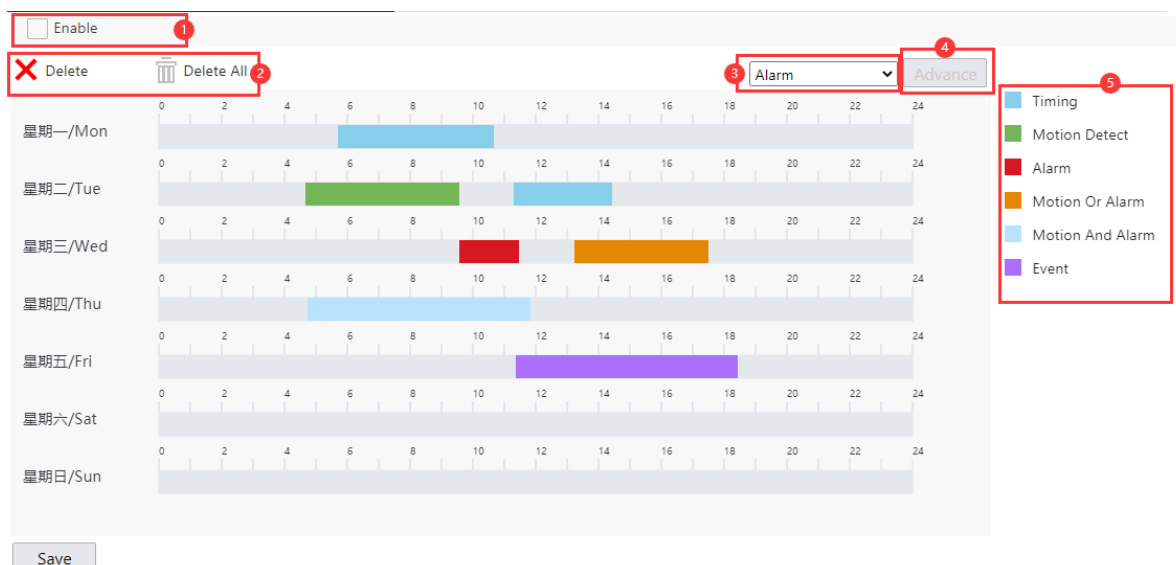 Enable 1
Delete Delete All 2 3 Alarm 4 Advance 5
0 2 4 6 8 10 12 14 16 18 20 22 24
星期一/Mon
0 2 4 6 8 10 12 14 16 18 20 22 24
星期二/Tue
0 2 4 6 8 10 12 14 16 18 20 22 24
星期三/Wed
0 2 4 6 8 10 12 14 16 18 20 22 24
星期四/Thu
0 2 4 6 8 10 12 14 16 18 20 22 24
星期五/Fri
0 2 4 6 8 10 12 14 16 18 20 22 24
星期六/Sat
0 2 4 6 8 10 12 14 16 18 20 22 24
星期日/Sun
Timing
Motion Detect
Alarm
Motion Or Alarm
Motion And Alarm
Event
Save